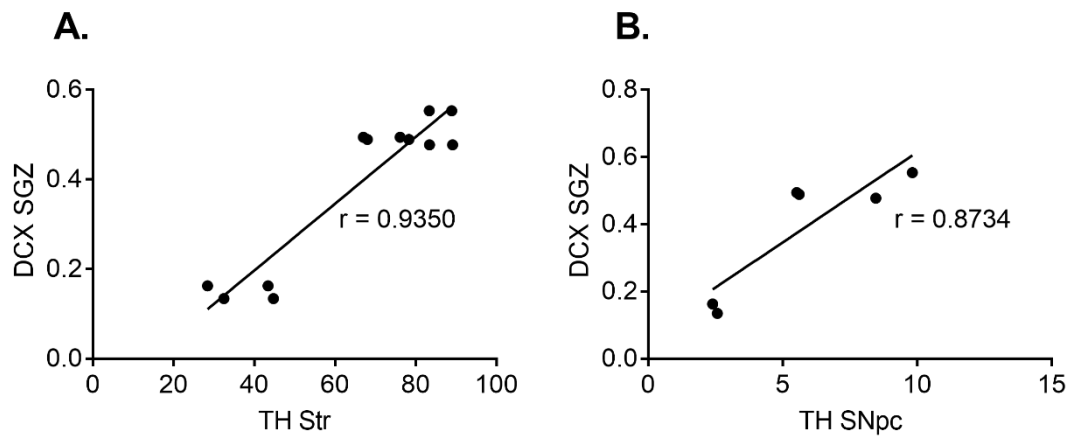 A.
0.6
0.4
0.2
0.0
DCX SGZ
r = 0.9350
0 20 40 60 80 100
TH Str
B.
0.8
0.6
0.4
0.2
0.0
DCX SGZ
r = 0.8734
0 5 10 15
TH SNpc